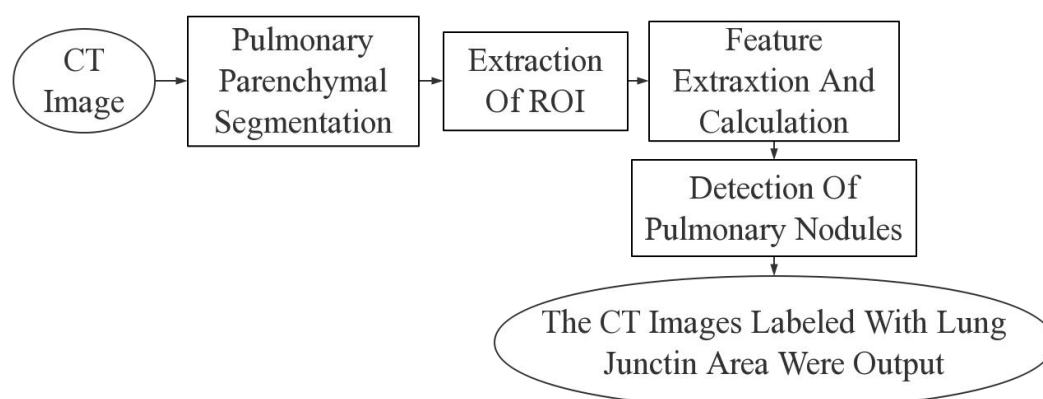 CT
Image
Pulmonary
Parenchymal
Segmentation
Extraction
Of ROI
Feature
Extraxtion And
Calculation
Detection Of
Pulmonary Nodules
The CT Images Labeled With Lung
Junctin Area Were Output